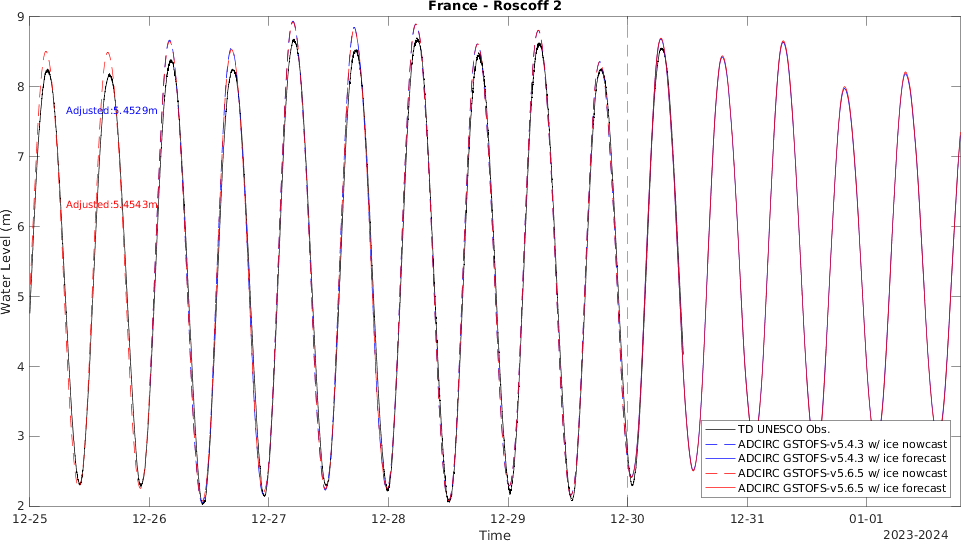 France - Roscoff 2
9
8
7
6
5
4
3
2
Water Level (m)
Adjusted:5.4529m
Adjusted:5.4543m
TD UNESCO Obs.
ADCIRC GSTOFS-v5.4.3 w/ ice nowcast
ADCIRC GSTOFS-v5.4.3 w/ ice forecast
ADCIRC GSTOFS-v5.6.5 w/ ice nowcast
ADCIRC GSTOFS-v5.6.5 w/ ice forecast
12-25 12-26 12-27 12-28 12-29 12-30 12-31 01-01
Time
2023-2024